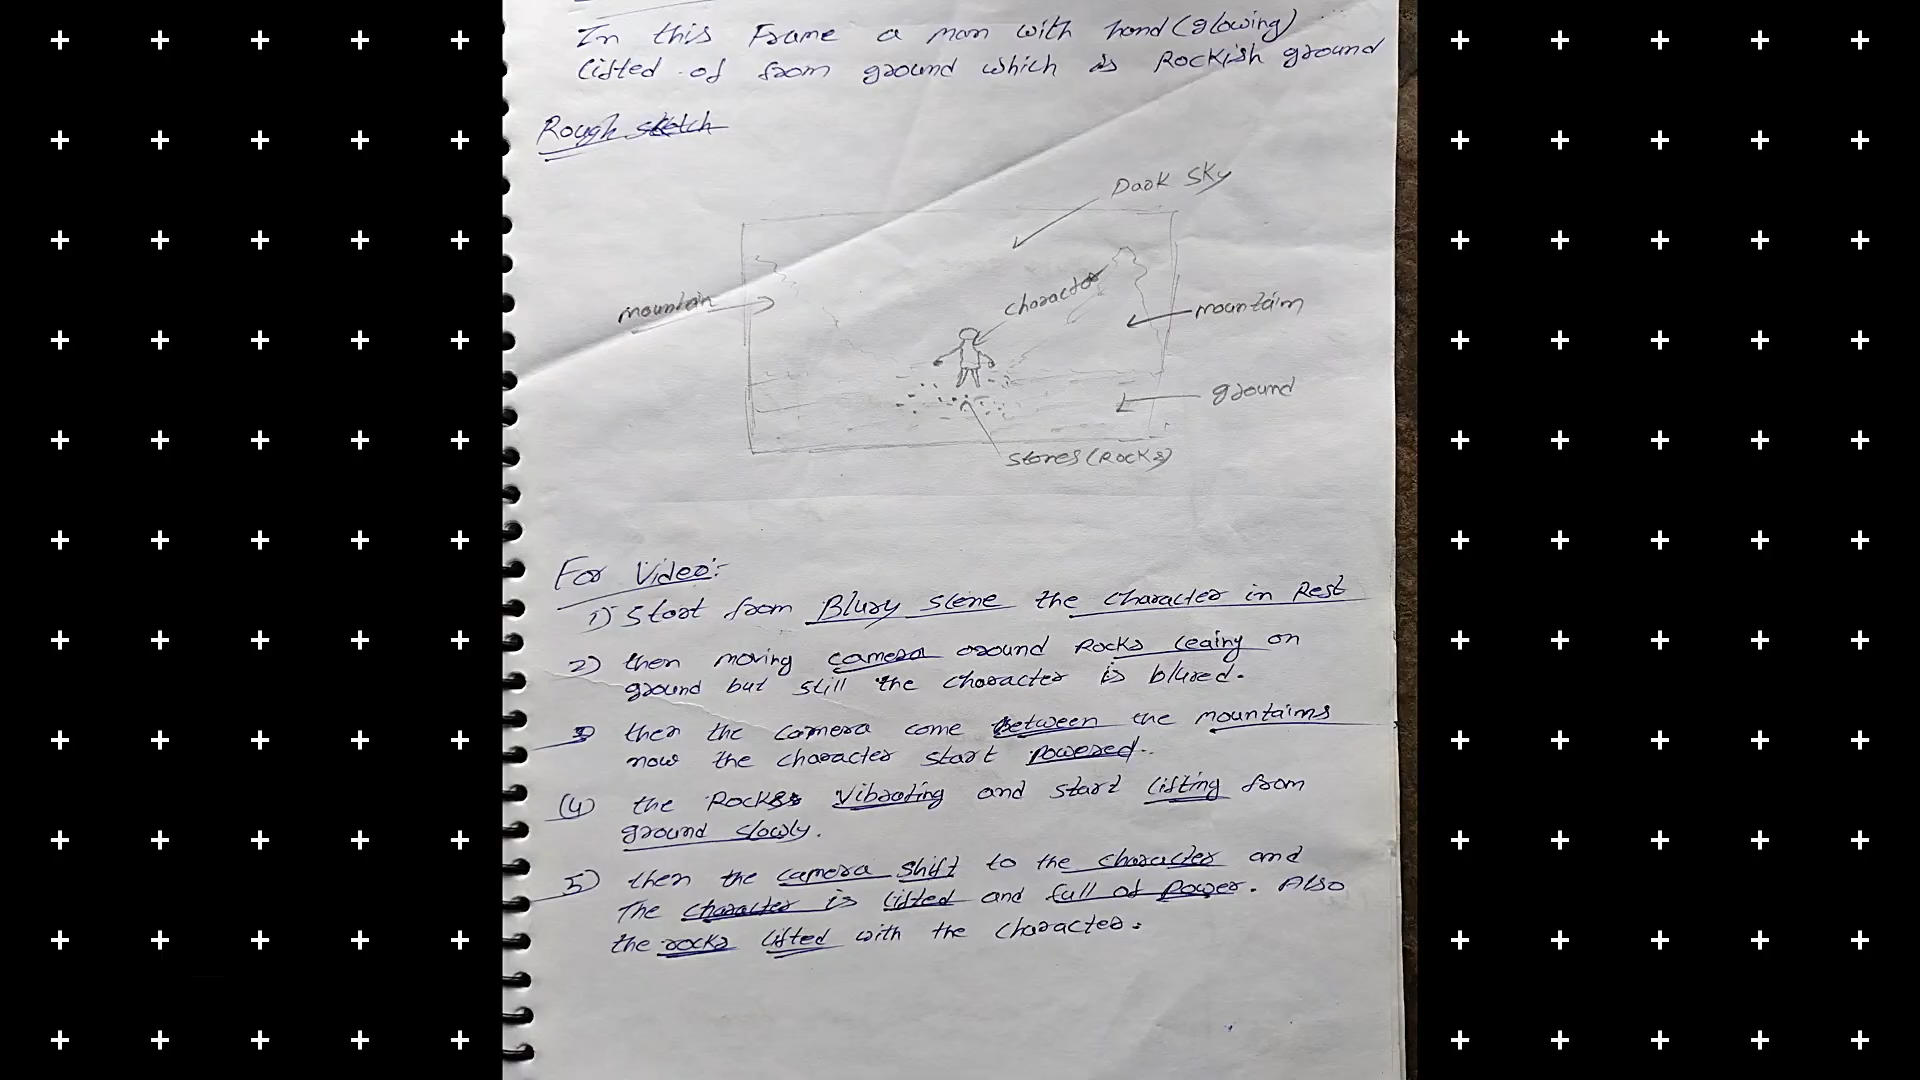 In this Frame a man with hand (glowing)
lifted of from ground which is Rockish ground
Rough sketch
Dark Sky
character
mountain
mountaim
ground
Stones (Rocks)
For Video:-
1) Start from Blury scene the character in Rest
2) then moving camera around Rocks leaing on
ground but still the character is blured.
3) then the camera come between the mountaims
now the character start powered..
(4) the Rocks vibrating and start lifting from
ground slowly.
5) then the camera shift to the character and
The character is lifted and full of power. Also
the rocks lifted with the character.